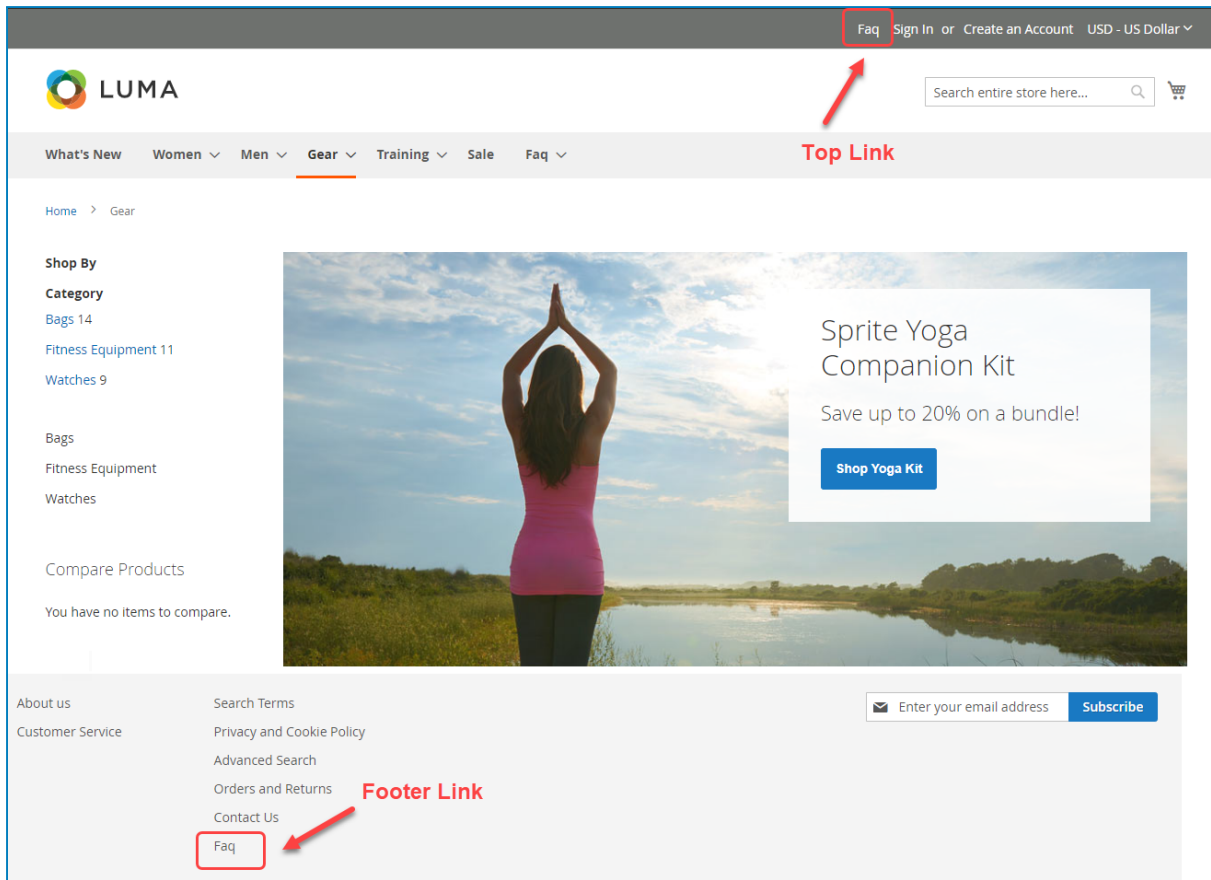 Faq Sign In or Create an Account USD - US Dollar
LUMA
Search entire store here...
What's New Women Men Gear Training Sale Faq
Top Link
Home > Gear
Shop By
Category
Bags 14
Fitness Equipment 11
Watches 9
Bags
Fitness Equipment
Watches
Compare Products
You have no items to compare.
Sprite Yoga
Companion Kit
Save up to 20% on a bundle!
Shop Yoga Kit
About us
Customer Service
Search Terms
Privacy and Cookie Policy
Advanced Search
Orders and Returns
Contact Us
Faq
Footer Link
Enter your email address Subscribe